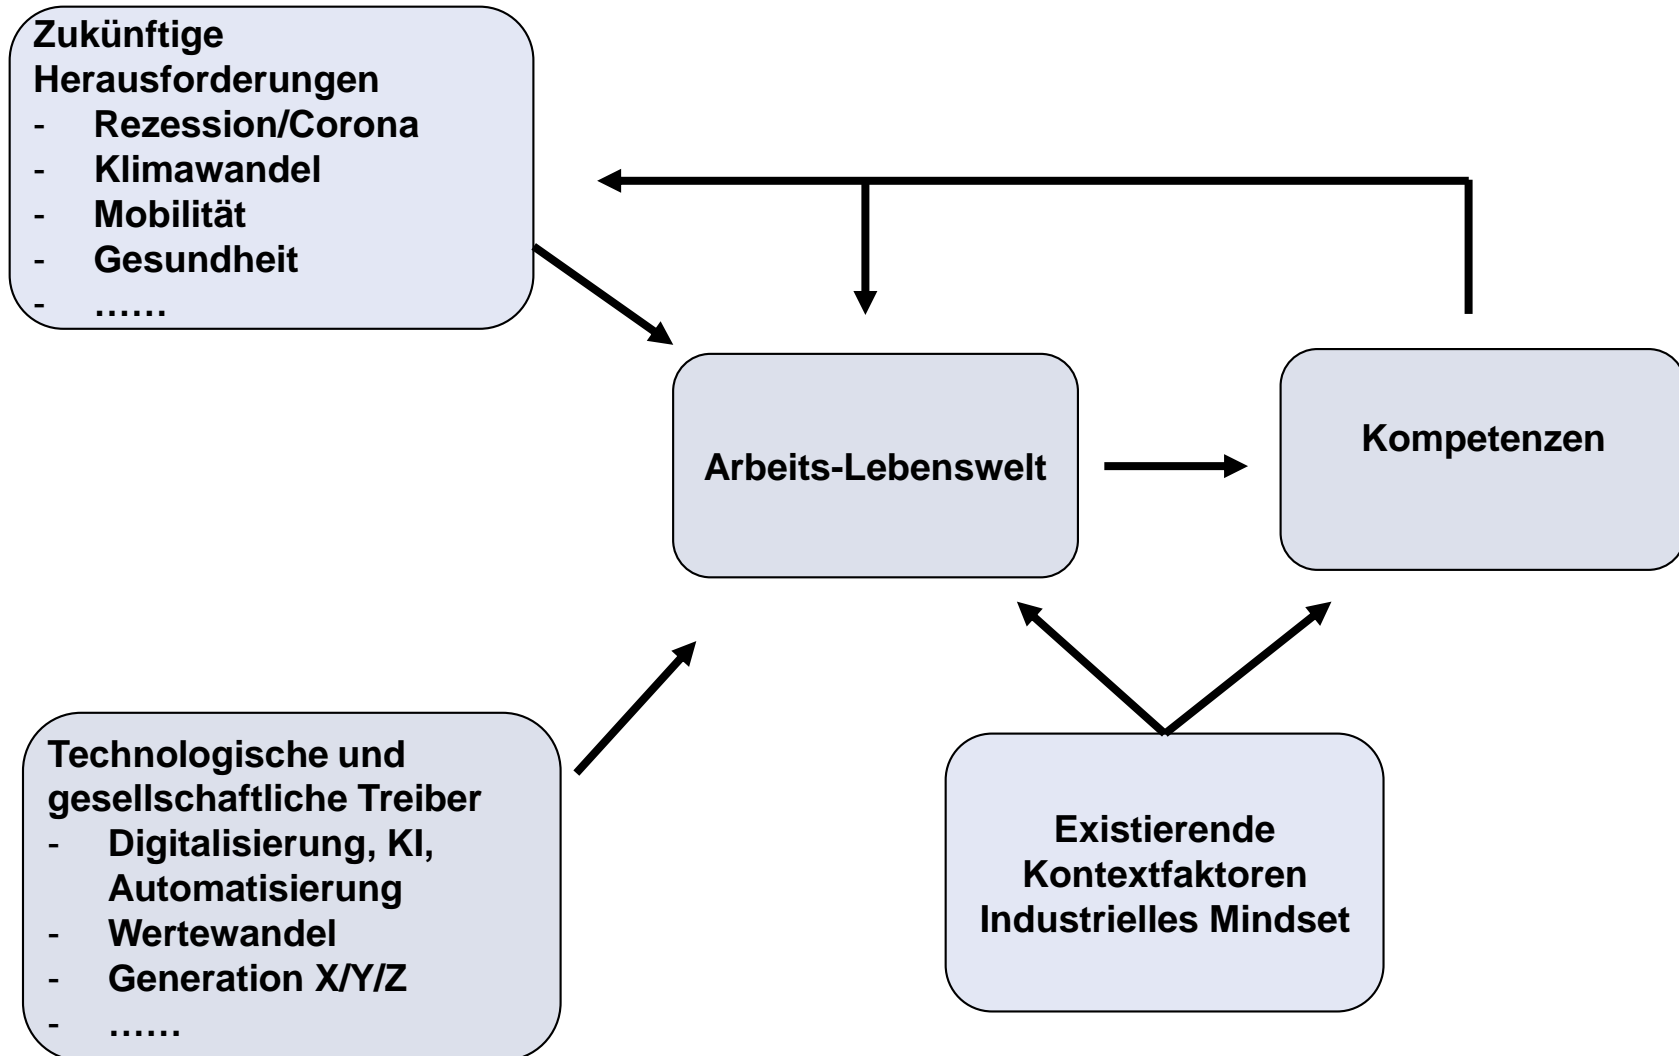 Zukünftige
Herausforderungen
- Rezession/Corona
- Klimawandel
- Mobilität
- Gesundheit
- ......
Arbeits-Lebenswelt
Kompetenzen
Technologische und
gesellschaftliche Treiber
- Digitalisierung, KI,
Automatisierung
- Wertewandel
- Generation X/Y/Z
- ......
Existierende
Kontextfaktoren
Industrielles Mindset